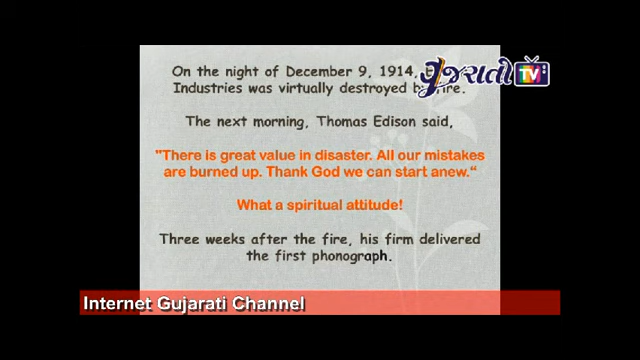 On the night of December 9, 1914,
ગુજરાતી
TV
Industries was virtually destroyed by fire.
The next morning, Thomas Edison said,
"There is great value in disaster. All our mistakes
are burned up. Thank God we can start anew."
What a spiritual attitude!
Three weeks after the fire, his firm delivered
the first phonograph.
Internet Gujarati Channel